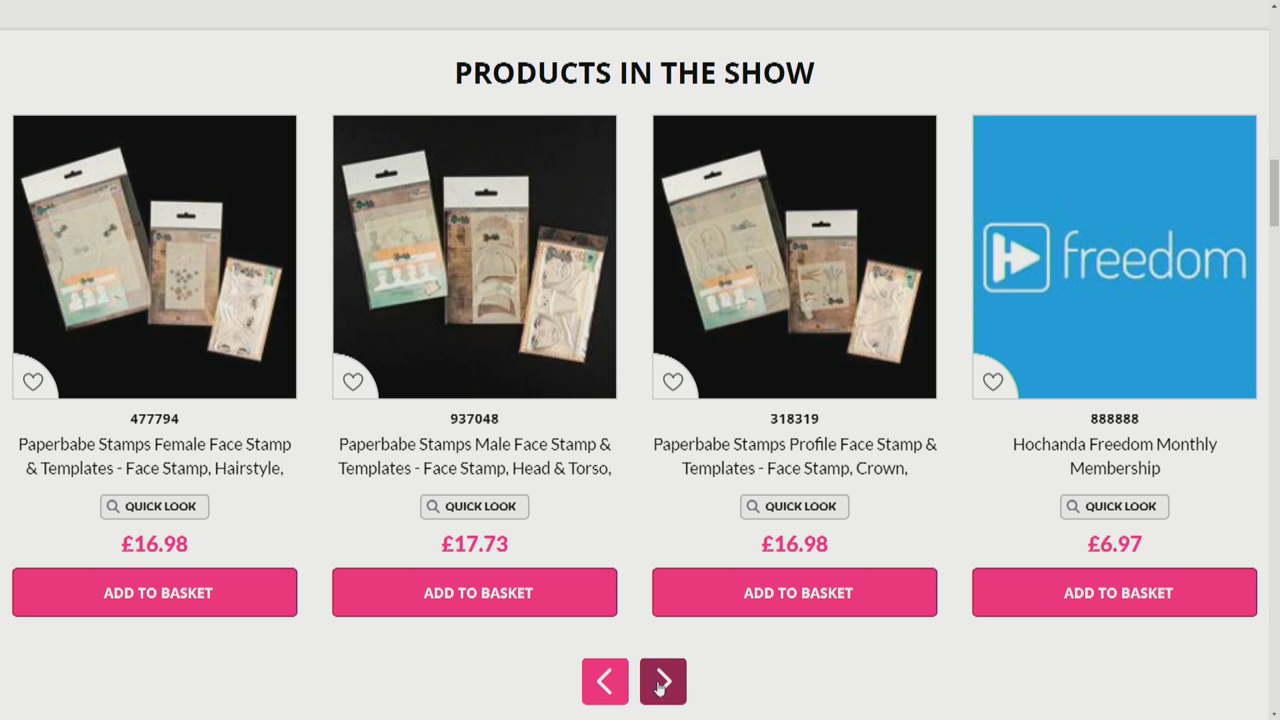 PRODUCTS IN THE SHOW
freedom
477794
Paperbabe Stamps Female Face Stamp
& Templates - Face Stamp, Hairstyle,
QUICK LOOK
£16.98
ADD TO BASKET
937048
Paperbabe Stamps Male Face Stamp &
Templates - Face Stamp, Head & Torso,
QUICK LOOK
£17.73
ADD TO BASKET
318319
Paperbabe Stamps Profile Face Stamp &
Templates - Face Stamp, Crown,
QUICK LOOK
£16.98
ADD TO BASKET
888888
Hochanda Freedom Monthly
Membership
QUICK LOOK
£6.97
ADD TO BASKET